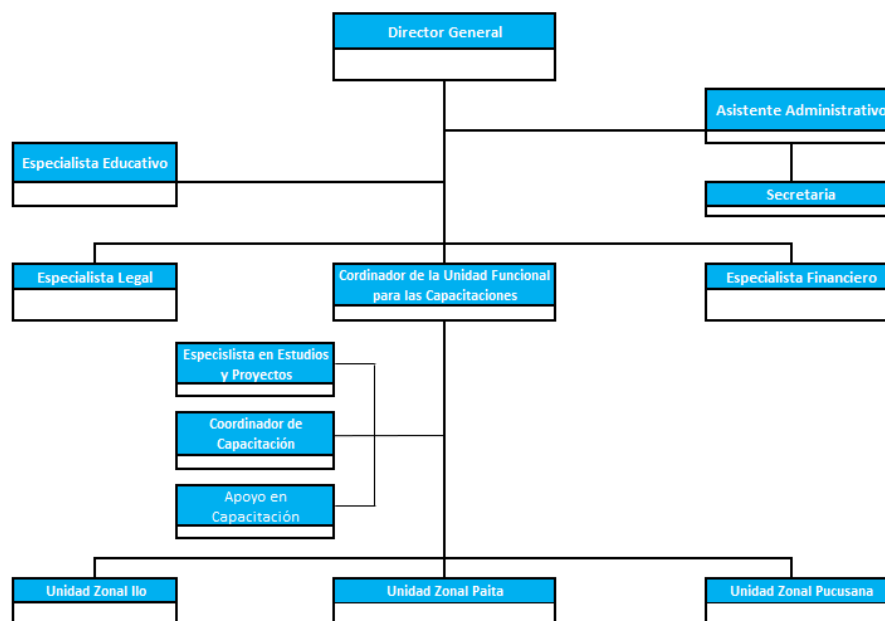 Director General
Asistente Administrativo
Especialista Educativo
Secretaria
Especialista Legal
Cordinador de la Unidad Funcional
para las Capacitaciones
Especialista Financiero
Especislista en Estudios
y Proyectos
Coordinador de
Capacitación
Apoyo en
Capacitación
Unidad Zonal Ilo
Unidad Zonal Paita
Unidad Zonal Pucusana